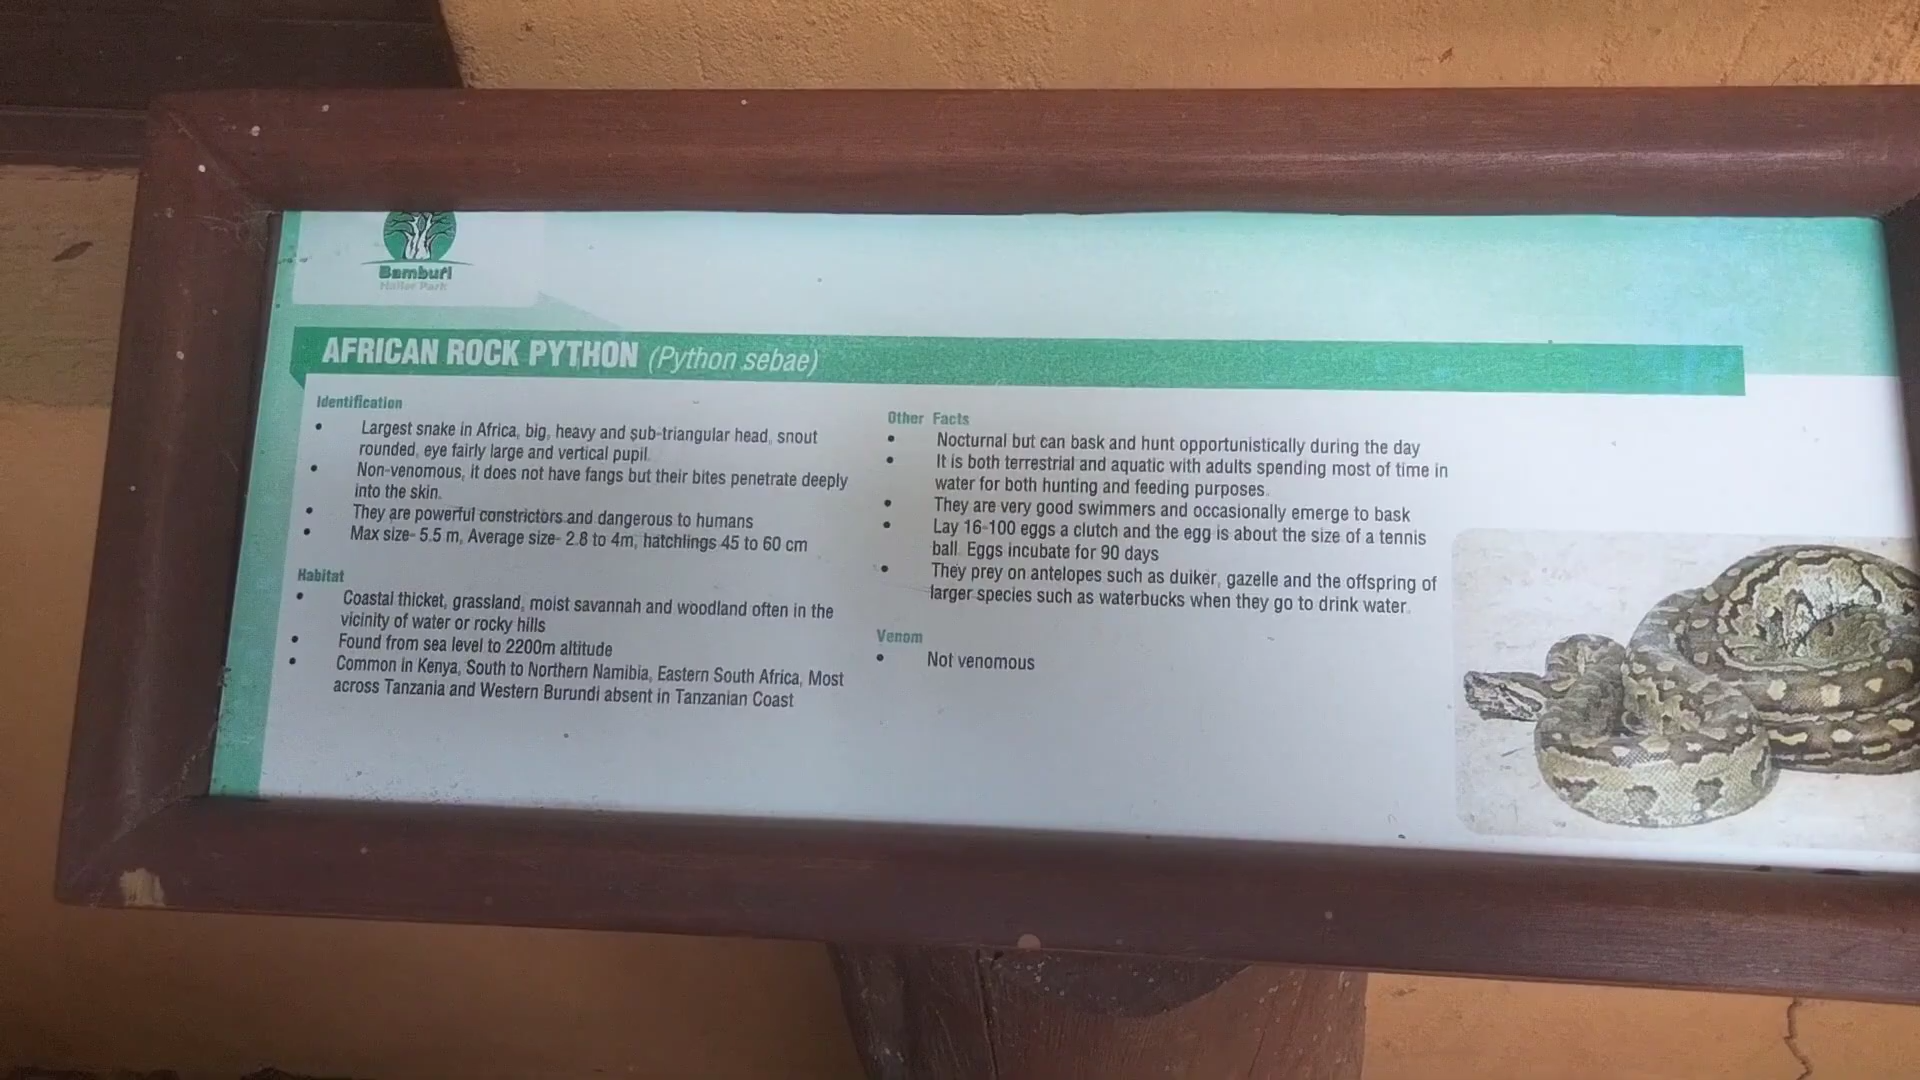 Bamburi
Haller Park
AFRICAN ROCK PYTHON (Python sebae)
Identification
• Largest snake in Africa, big, heavy and sub-triangular head, snout
rounded, eye fairly large and vertical pupil.
• Non-venomous, it does not have fangs but their bites penetrate deeply
into the skin.
• They are powerful constrictors and dangerous to humans
• Max size- 5.5 m, Average size- 2.8 to 4m, hatchlings 45 to 60 cm
Habitat
• Coastal thicket, grassland, moist savannah and woodland often in the
vicinity of water or rocky hills
• Found from sea level to 2200m altitude
• Common in Kenya, South to Northern Namibia, Eastern South Africa, Most
across Tanzania and Western Burundi absent in Tanzanian Coast
Other Facts
• Nocturnal but can bask and hunt opportunistically during the day
• It is both terrestrial and aquatic with adults spending most of time in
water for both hunting and feeding purposes.
• They are very good swimmers and occasionally emerge to bask
• Lay 16-100 eggs a clutch and the egg is about the size of a tennis
ball. Eggs incubate for 90 days
• They prey on antelopes such as duiker, gazelle and the offspring of
larger species such as waterbucks when they go to drink water.
Venom
• Not venomous